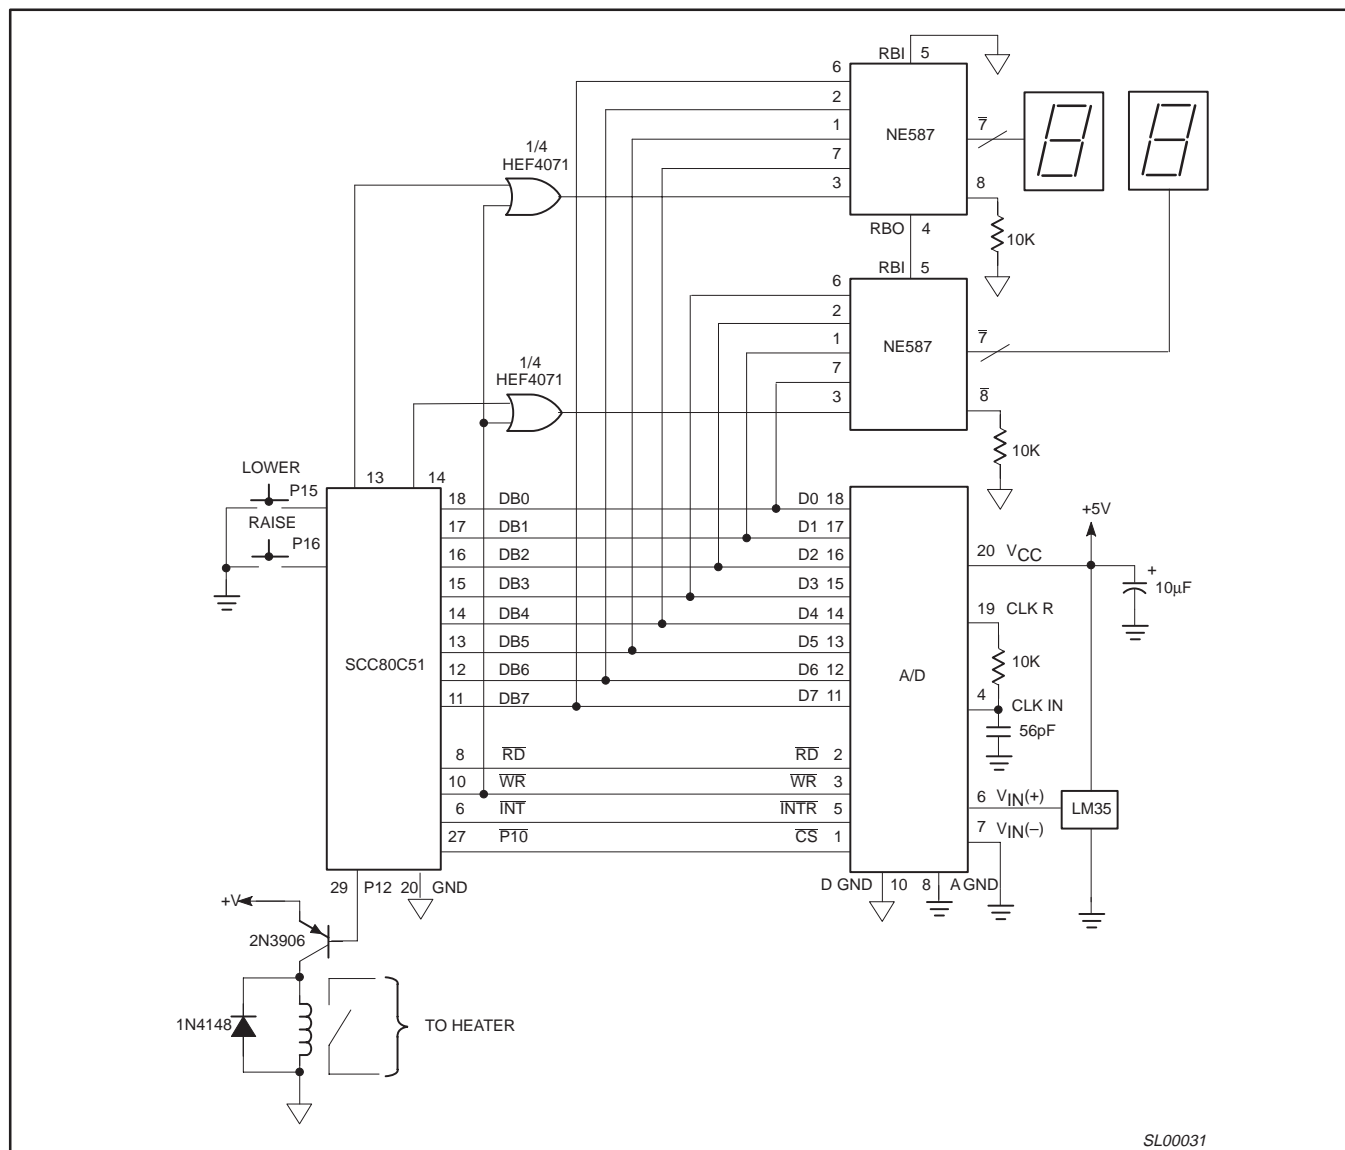 RBI 5
6
2
1
7
3
NE587
7
8
10K
RBO 4
1/4
HEF4071
RBI 5
6
2
1
7
3
NE587
7
8
10K
1/4
HEF4071
13 14
LOWER
P15
RAISE
P16
SCC80C51
18 DB0 D0 18
17 DB1 D1 17
16 DB2 D2 16
15 DB3 D3 15
14 DB4 D4 14
13 DB5 D5 13
12 DB6 D6 12
11 DB7 D7 11
8 RD RD 2
10 WR WR 3
6 INT INTR 5
27 P10 CS 1
A/D
+5V
20 VCC
+
10μF
19 CLK R
10K
4 CLK IN
56pF
6 VIN(+)
LM35
7 VIN(–)
D GND 10 8 A GND
29 P12 20 GND
+V
2N3906
1N4148
TO HEATER
SL00031